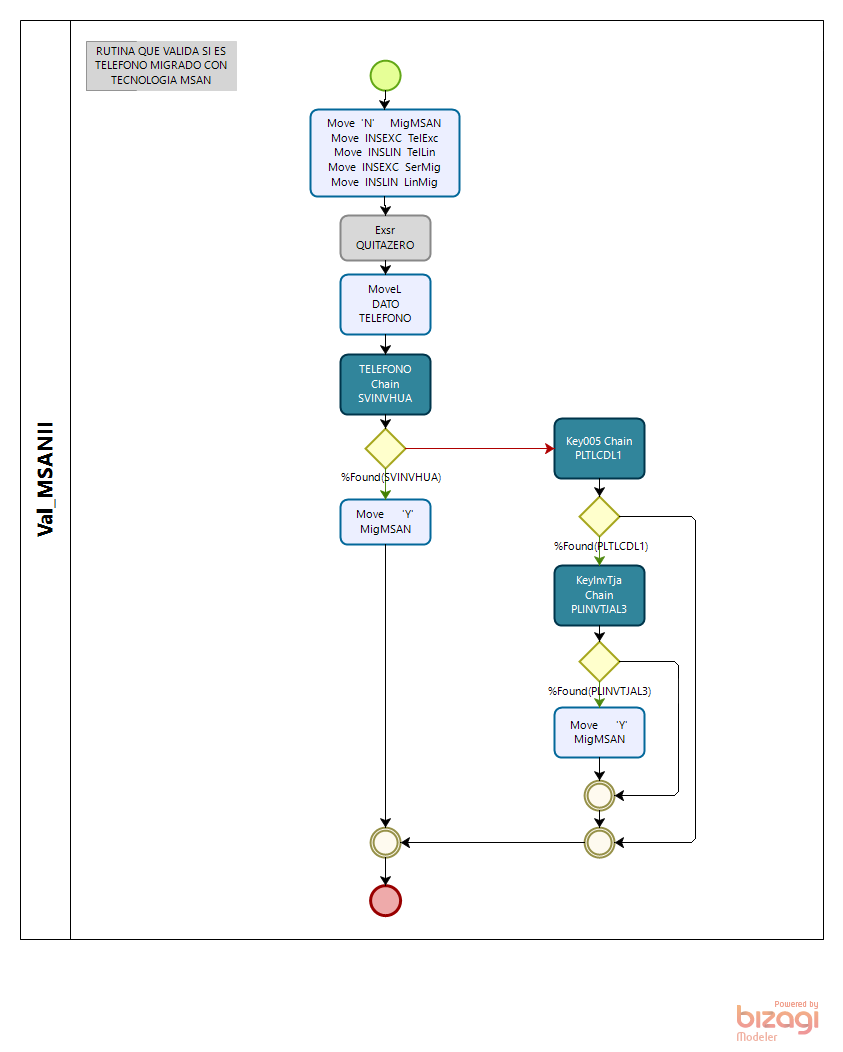 RUTINA QUE VALIDA SI ES
TELEFONO MIGRADO CON
TECNOLOGIA MSAN
Val_MSANII
Move 'N' MigMSAN
Move INSEXC TelExc
Move INSLIN TelLin
Move INSEXC SerMig
Move INSLIN LinMig
Exsr
QUITAZERO
MoveL
DATO
TELEFONO
TELEFONO
Chain
SVINVHUA
%Found(SVINVHUA)
Move 'Y'
MigMSAN
Key005 Chain
PLTLCDL1
%Found(PLTLCDL1)
KeyInvTja
Chain
PLINVTJAL3
%Found(PLINVTJAL3)
Move 'Y'
MigMSAN
Powered by
bizagi
Modeler